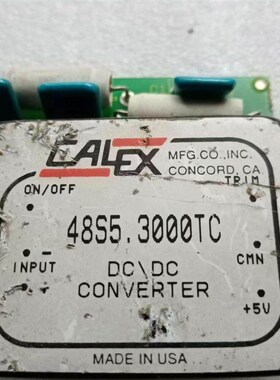 CALEX MFG.CO.,INC.
CONCORD, CA.
ON/OFF TRIM
48S5.3000TC
INPUT DC\DC CMN
CONVERTER
+5V
MADE IN USA